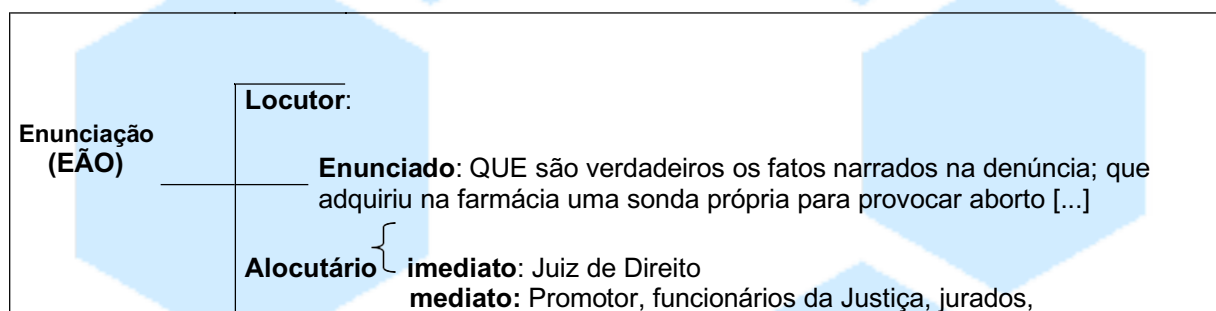 Locutor:
Enunciação
(EÃO)
Enunciado: QUE são verdadeiros os fatos narrados na denúncia; que
adquiriu na farmácia uma sonda própria para provocar aborto [...]
Alocutário imediato: Juiz de Direito
mediato: Promotor, funcionários da Justiça, jurados,